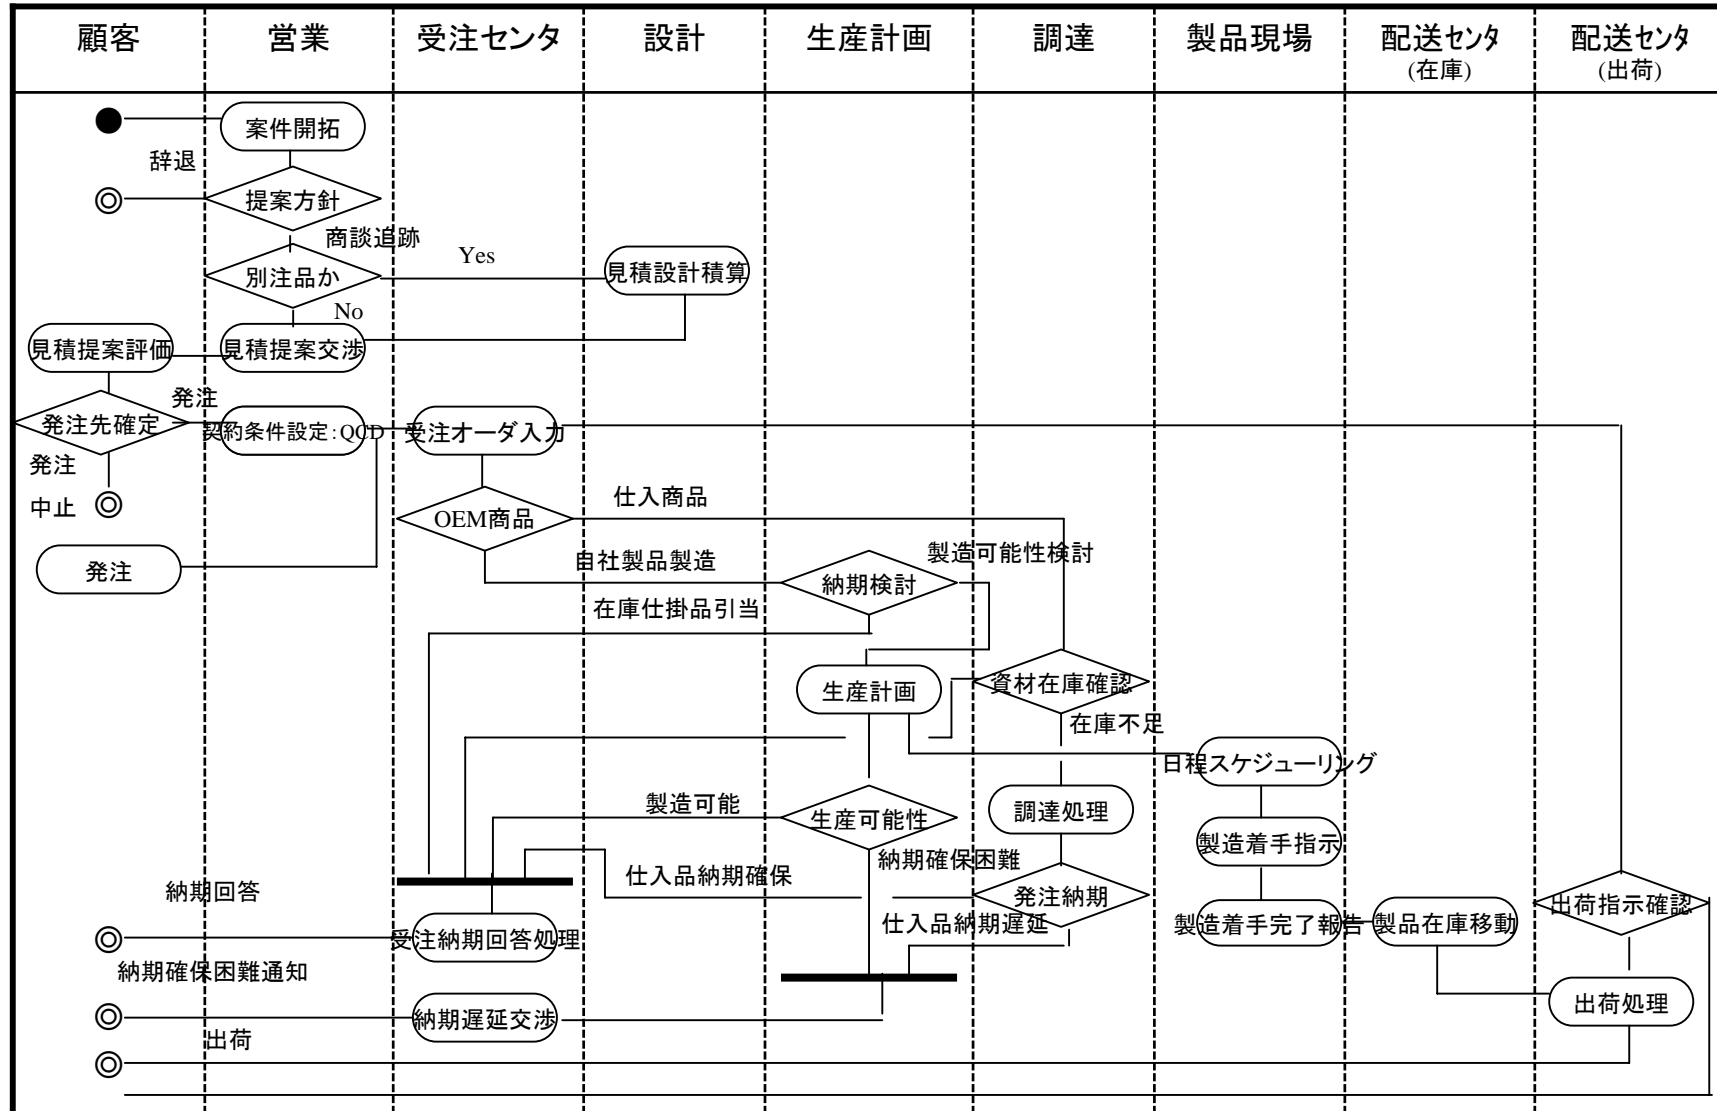 顧客
営業
受注センタ
設計
生産計画
調達
製品現場
配送センタ
(在庫)
配送センタ
(出荷)
案件開拓
辞退
提案方針
商談追跡
別注品か
Yes
見積設計積算
No
見積提案評価
見積提案交渉
発注先確定
発注
契約条件設定:QCD
受注オーダ入力
発注
中止
OEM商品
仕入商品
発注
自社製品製造
納期検討
製造可能性検討
在庫仕掛品引当
生産計画
資材在庫確認
在庫不足
日程スケジューリング
製造可能
生産可能性
調達処理
製造着手指示
納期確保困難
仕入品納期確保
発注納期
納期回答
出荷指示確認
製造着手完了報告
製品在庫移動
仕入品納期遅延
受注納期回答処理
納期確保困難通知
出荷処理
納期遅延交渉
出荷